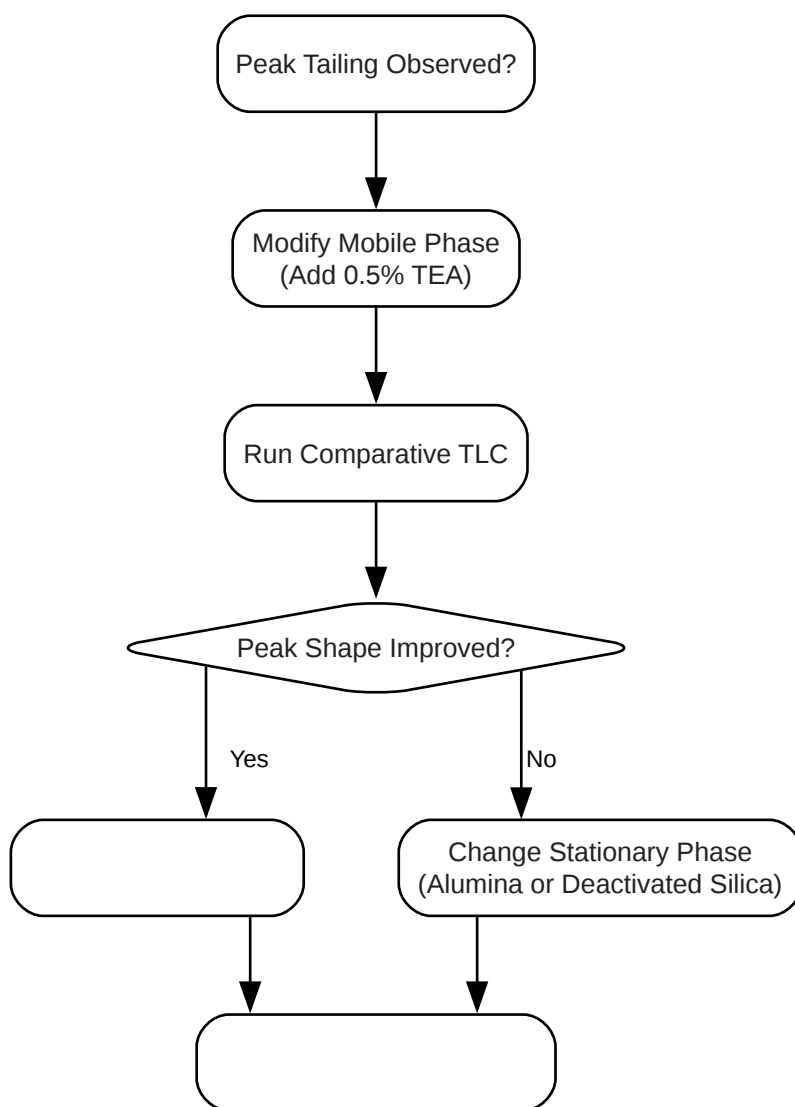 Peak Tailing Observed?
Modify Mobile Phase
(Add 0.5% TEA)
Run Comparative TLC
Peak Shape Improved?
Yes
No
Change Stationary Phase
(Alumina or Deactivated Silica)